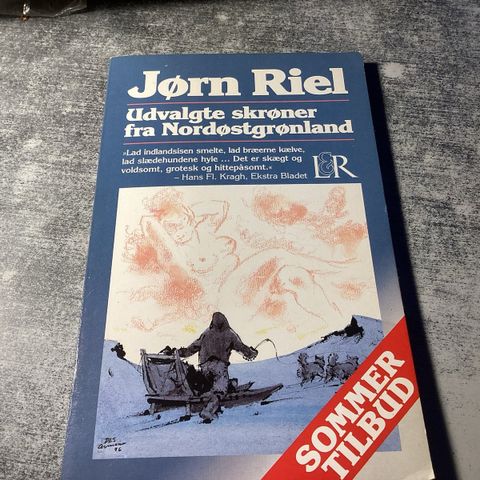 Jørn Riel
Udvalgte skrøner
fra Nordøstgrønland
»Lad indlandsisen smelte, lad bræerne kælve,
lad slædehundene hyle ... Det er skægt og
voldsomt, grotesk og hittepåsomt.«
– Hans Fl. Kragh, Ekstra Bladet
L&R
SOMMER
TILBUD